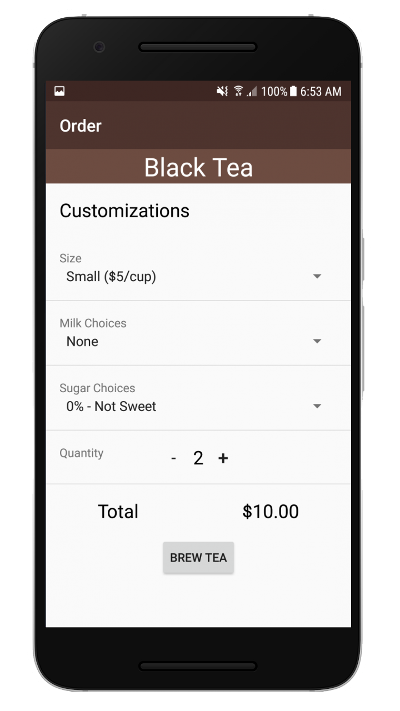 100% 6:53 AM
Order
Black Tea
Customizations
Size
Small ($5/cup)
Milk Choices
None
Sugar Choices
0% - Not Sweet
Quantity - 2 +
Total $10.00
BREW TEA